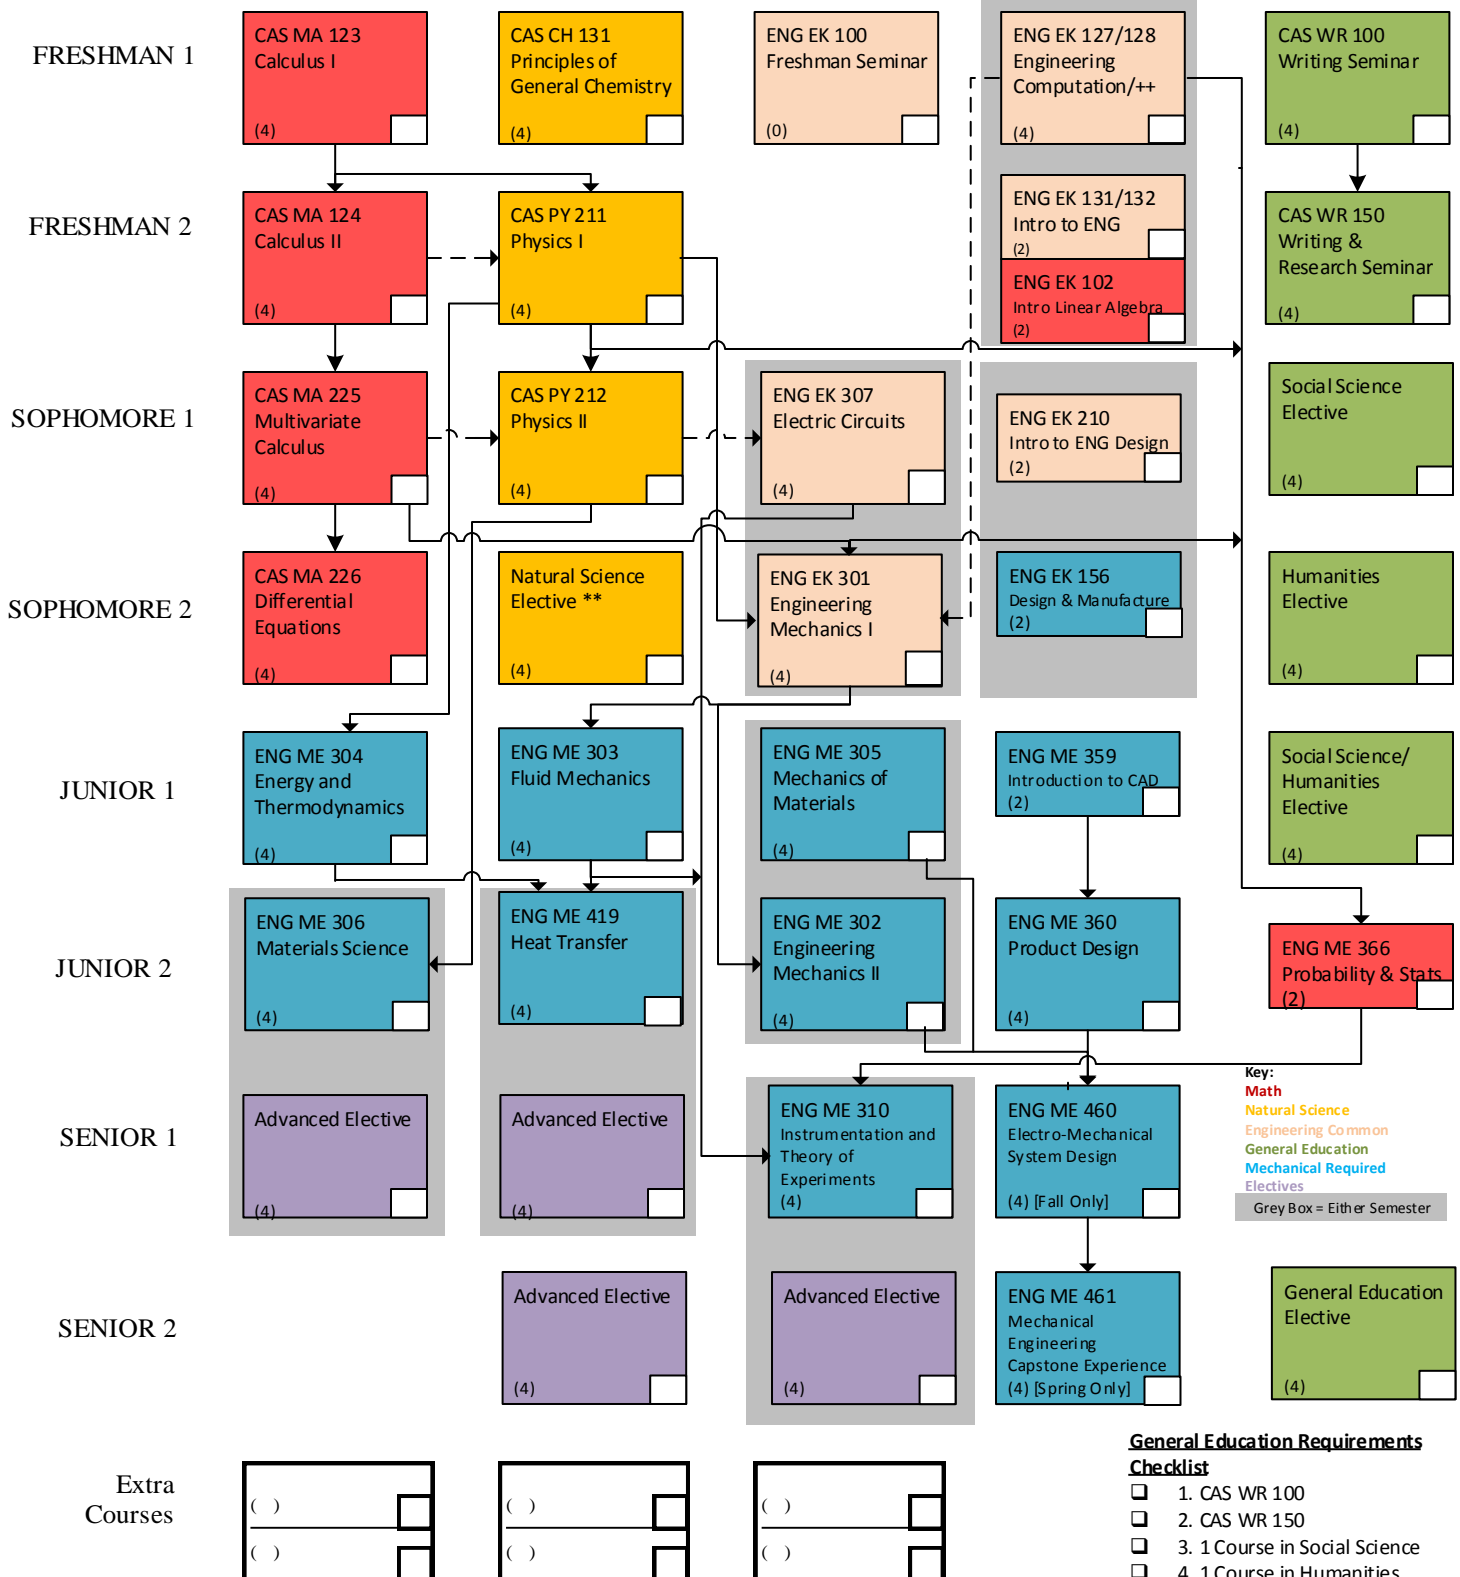 FRESHMAN 1
CAS MA 123
Calculus I
(4)
CAS CH 131
Principles of
General Chemistry
(4)
ENG EK 100
Freshman Seminar
(0)
ENG EK 127/128
Engineering
Computation/++
(4)
CAS WR 100
Writing Seminar
(4)
FRESHMAN 2
CAS MA 124
Calculus II
(4)
CAS PY 211
Physics I
(4)
ENG EK 131/132
Intro to ENG
(2)
ENG EK 102
Intro Linear Algebra
(2)
CAS WR 150
Writing &
Research Seminar
(4)
SOPHOMORE 1
CAS MA 225
Multivariate
Calculus
(4)
CAS PY 212
Physics II
(4)
ENG EK 307
Electric Circuits
(4)
ENG EK 210
Intro to ENG Design
(2)
Social Science
Elective
(4)
SOPHOMORE 2
CAS MA 226
Differential
Equations
(4)
Natural Science
Elective **
(4)
ENG EK 301
Engineering
Mechanics I
(4)
ENG EK 156
Design & Manufacture
(2)
Humanities
Elective
(4)
JUNIOR 1
ENG ME 304
Energy and
Thermodynamics
(4)
ENG ME 303
Fluid Mechanics
(4)
ENG ME 305
Mechanics of
Materials
(4)
ENG ME 359
Introduction to CAD
(2)
Social Science/
Humanities
Elective
(4)
JUNIOR 2
ENG ME 306
Materials Science
(4)
ENG ME 419
Heat Transfer
(4)
ENG ME 302
Engineering
Mechanics II
(4)
ENG ME 360
Product Design
(4)
ENG ME 366
Probability & Stats
(2)
Key:
Math
Natural Science
Engineering Common
General Education
Mechanical Required
Electives
Grey Box = Either Semester
SENIOR 1
Advanced Elective
(4)
Advanced Elective
(4)
ENG ME 310
Instrumentation and
Theory of
Experiments
(4)
ENG ME 460
Electro-Mechanical
System Design
(4) [Fall Only]
SENIOR 2
Advanced Elective
(4)
Advanced Elective
(4)
ENG ME 461
Mechanical
Engineering
Capstone Experience
(4) [Spring Only]
General Education
Elective
(4)
Extra
Courses
( )
( )
( )
( )
( )
( )
General Education Requirements
Checklist
❑ 1. CAS WR 100
❑ 2. CAS WR 150
❑ 3. 1 Course in Social Science
❑ 4. 1 Course in Humanities